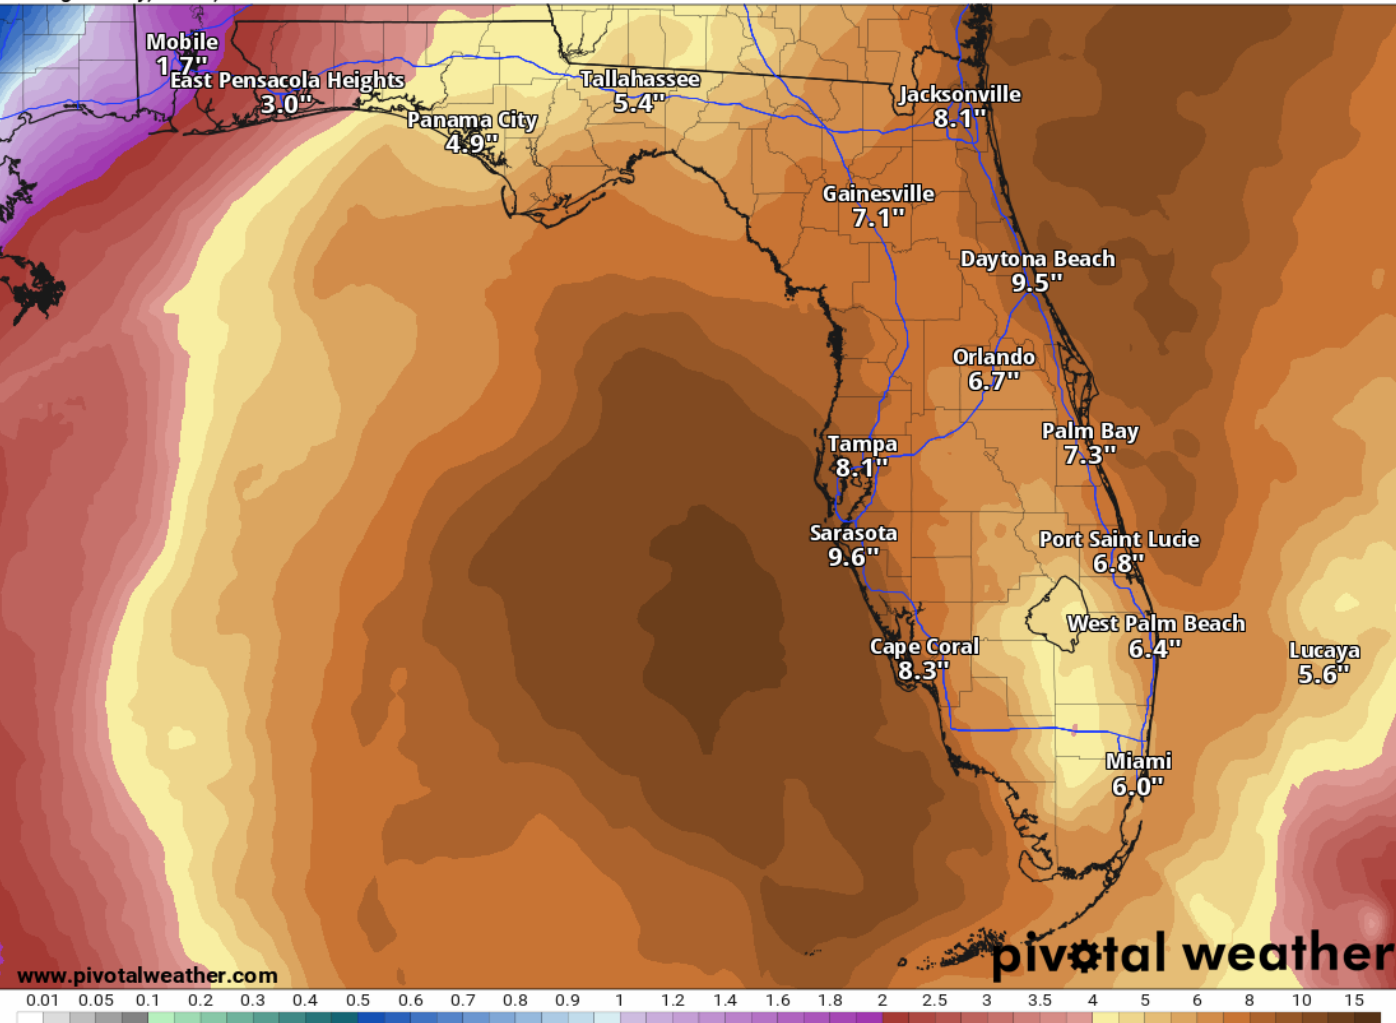 Mobile
1.7"
East Pensacola Heights
3.0"
Tallahassee
5.4"
Jacksonville
8.1"
Panama City
4.9"
Gainesville
7.1"
Daytona Beach
9.5"
Orlando
6.7"
Palm Bay
7.3"
Tampa
8.1"
Sarasota
9.6"
Port Saint Lucie
6.8"
West Palm Beach
6.4"
Cape Coral
8.3"
Lucaya
5.6"
Miami
6.0"
pivotal weather
www.pivotalweather.com
0.01 0.05 0.1 0.2 0.3 0.4 0.5 0.6 0.7 0.8 0.9 1 1.2 1.4 1.6 1.8 2 2.5 3 3.5 4 5 6 8 10 15